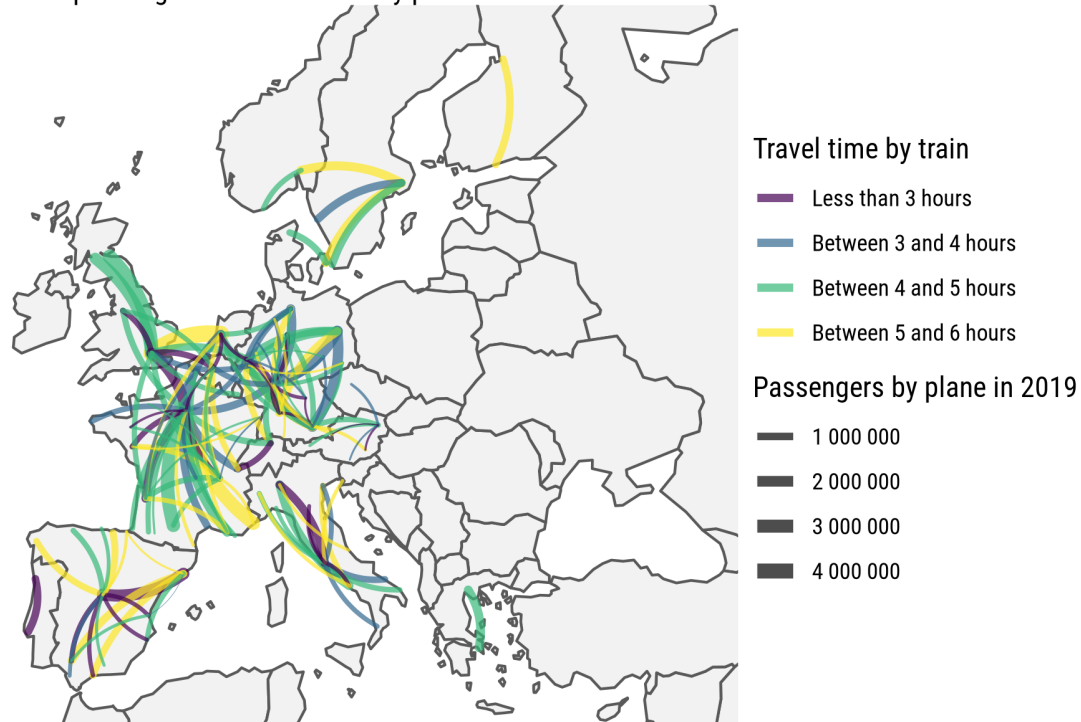 Travel time by train
Less than 3 hours
Between 3 and 4 hours
Between 4 and 5 hours
Between 5 and 6 hours
Passengers by plane in 2019
1 000 000
2 000 000
3 000 000
4 000 000